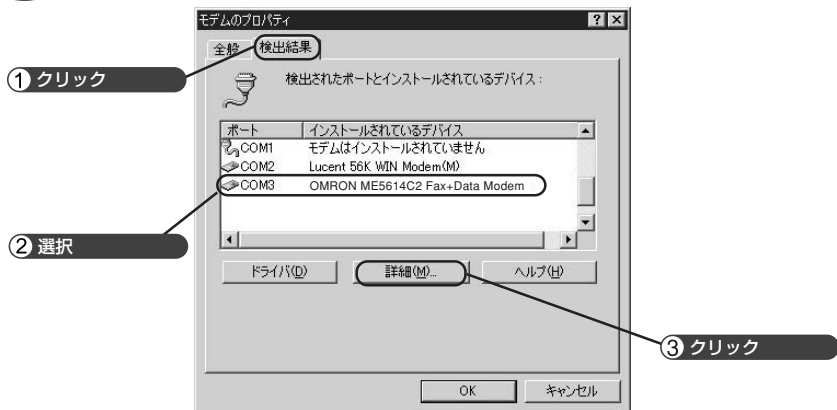 モデムのプロパティ
全般 検出結果
① クリック
検出されたポートとインストールされているデバイス :
ポート インストールされているデバイス
COM1 モデムはインストールされていません
COM2 Lucent 56K WIN Modem(M)
COM3 OMRON ME5614C2 Fax+Data Modem
② 選択
ドライバ(D) 詳細(M)... ヘルプ(H)
③ クリック
OK キャンセル